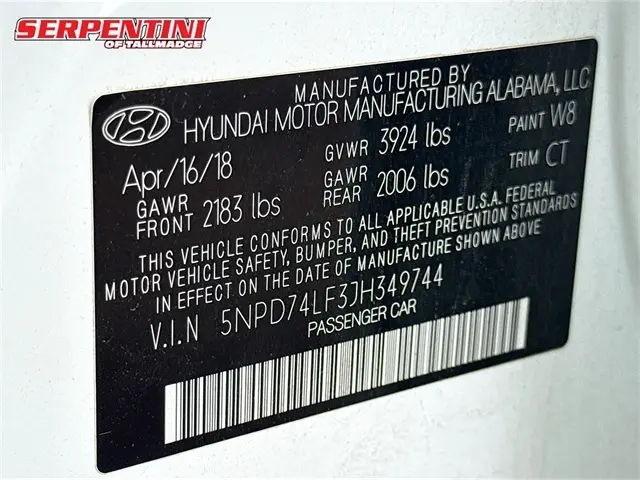 SERPENTINI
OF TALLMADGE
MANUFACTURED BY
HYUNDAI MOTOR MANUFACTURING ALABAMA, LLC
Apr/16/18 GVWR 3924 lbs PAINT W8
GAWR FRONT 2183 lbs GAWR REAR 2006 lbs TRIM CT
THIS VEHICLE CONFORMS TO ALL APPLICABLE U.S.A. FEDERAL
MOTOR VEHICLE SAFETY, BUMPER, AND THEFT PREVENTION STANDARDS
IN EFFECT ON THE DATE OF MANUFACTURE SHOWN ABOVE
V.I.N 5NPD74LF3JH349744
PASSENGER CAR